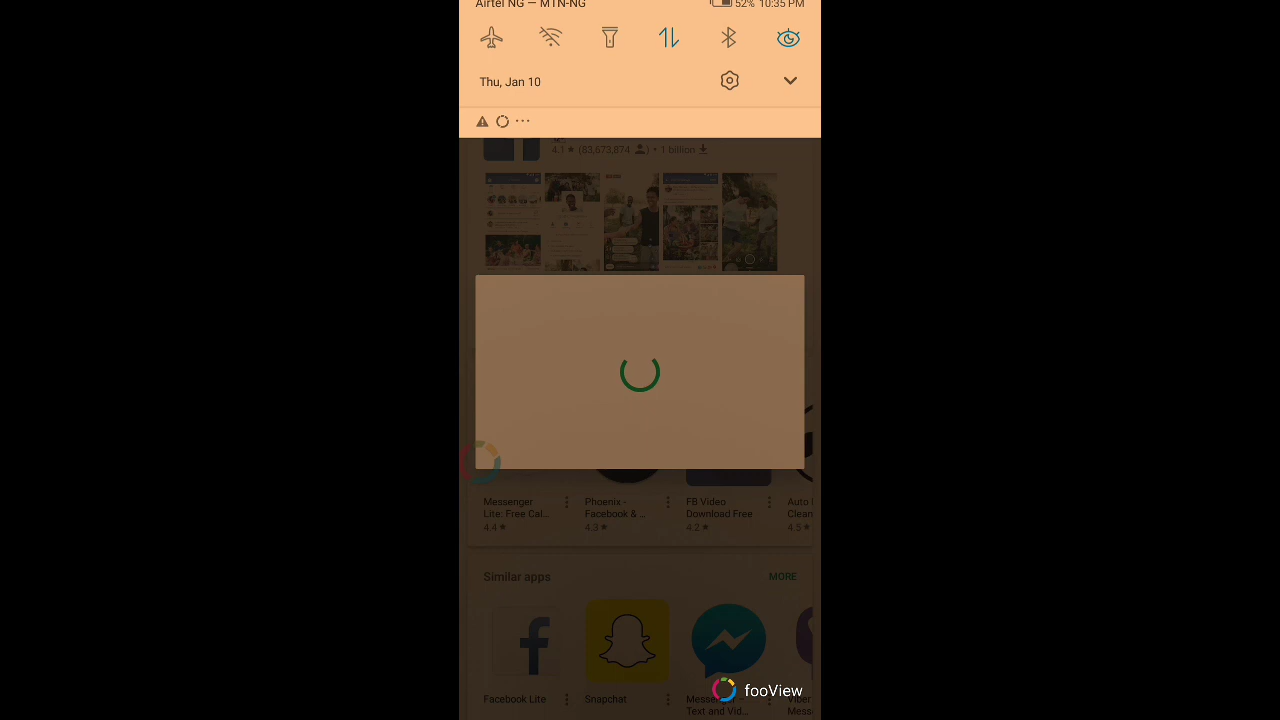 Airtel NG — MTN-NG 52% 10:35 PM
Thu, Jan 10
4.1 ★ (83,673,874 ) • 1 billion
Messenger Lite: Free Cal...
4.4 ★
Phoenix - Facebook & ...
4.3 ★
FB Video Download Free
4.2 ★
Auto
Clean
4.5 ★
Similar apps MORE
Facebook Lite
Snapchat
Text and Vid...
Viber
Mess
fooView